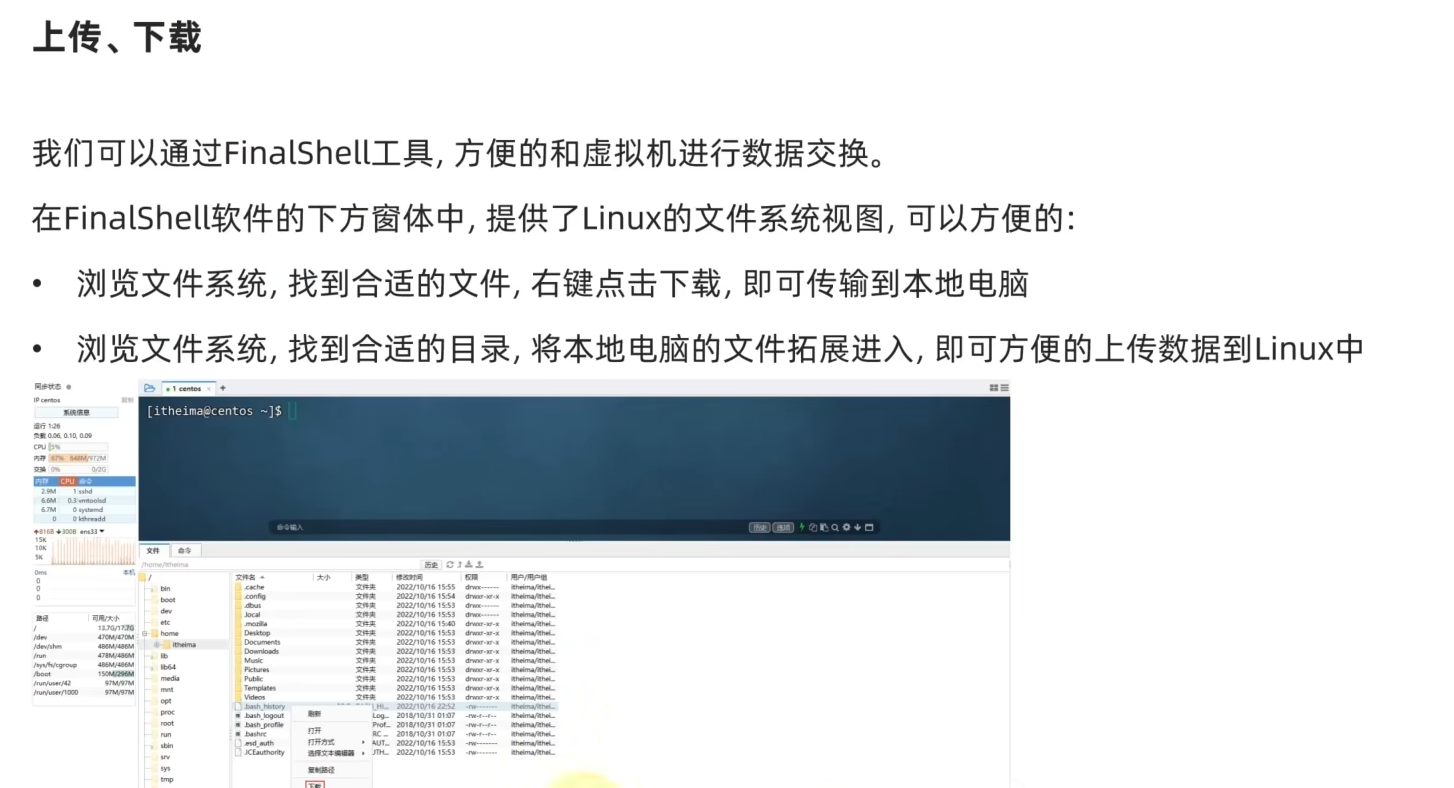 上传、下载
我们可以通过FinalShell工具, 方便的和虚拟机进行数据交换。
在FinalShell软件的下方窗体中, 提供了Linux的文件系统视图, 可以方便的:
• 浏览文件系统, 找到合适的文件, 右键点击下载, 即可传输到本地电脑
• 浏览文件系统, 找到合适的目录, 将本地电脑的文件拓展进入, 即可方便的上传数据到Linux中
同步状态
IP centos 复制
系统信息
运行 1:26
负载 0.06, 0.10, 0.09
CPU 5%
内存 67% 648M/972M
交换 0% 0/2G
内存 CPU 命令
2.9M 1 sshd
6.6M 0.3 vmtoolsd
6.7M 0 systemd
0 0 kthreadd
816B 300B ens33
15K
10K
5K
0ms 本机
0
0
0
路径 可用/大小
/ 13.7G/17.7G
/dev 470M/470M
/dev/shm 486M/486M
/run 478M/486M
/sys/fs/cgroup 486M/486M
/boot 150M/296M
/run/user/42 97M/97M
/run/user/1000 97M/97M
1 centos × +
[itheima@centos ~]$
命令输入 历史 选项
文件 命令
/home/itheima 历史
/
bin
boot
dev
etc
home
itheima
lib
lib64
media
mnt
opt
proc
root
run
sbin
srv
sys
tmp
文件名 大小 类型 修改时间 权限 用户/用户组
.cache 文件夹 2022/10/16 15:55 drwx------ itheima/ithei...
.config 文件夹 2022/10/16 15:54 drwxr-xr-x itheima/ithei...
.dbus 文件夹 2022/10/16 15:53 drwx------ itheima/ithei...
.local 文件夹 2022/10/16 15:53 drwx------ itheima/ithei...
.mozilla 文件夹 2022/10/16 15:40 drwxr-xr-x itheima/ithei...
Desktop 文件夹 2022/10/16 15:53 drwxr-xr-x itheima/ithei...
Documents 文件夹 2022/10/16 15:53 drwxr-xr-x itheima/ithei...
Downloads 文件夹 2022/10/16 15:53 drwxr-xr-x itheima/ithei...
Music 文件夹 2022/10/16 15:53 drwxr-xr-x itheima/ithei...
Pictures 文件夹 2022/10/16 15:53 drwxr-xr-x itheima/ithei...
Public 文件夹 2022/10/16 15:53 drwxr-xr-x itheima/ithei...
Templates 文件夹 2022/10/16 15:53 drwxr-xr-x itheima/ithei...
Videos 文件夹 2022/10/16 15:53 drwxr-xr-x itheima/ithei...
.bash_history 2022/10/16 22:52 -rw------- itheima/ithei...
.bash_logout Log... 2018/10/31 01:07 -rw-r--r-- itheima/ithei...
.bash_profile Prof... 2018/10/31 01:07 -rw-r--r-- itheima/ithei...
.bashrc RC ... 2018/10/31 01:07 -rw-r--r-- itheima/ithei...
.esd_auth AUT... 2022/10/16 15:53 -rw------- itheima/ithei...
.ICEauthority UTH... 2022/10/16 15:53 -rw------- itheima/ithei...
刷新
打开
打开方式
选择文本编辑器
复制路径
下载